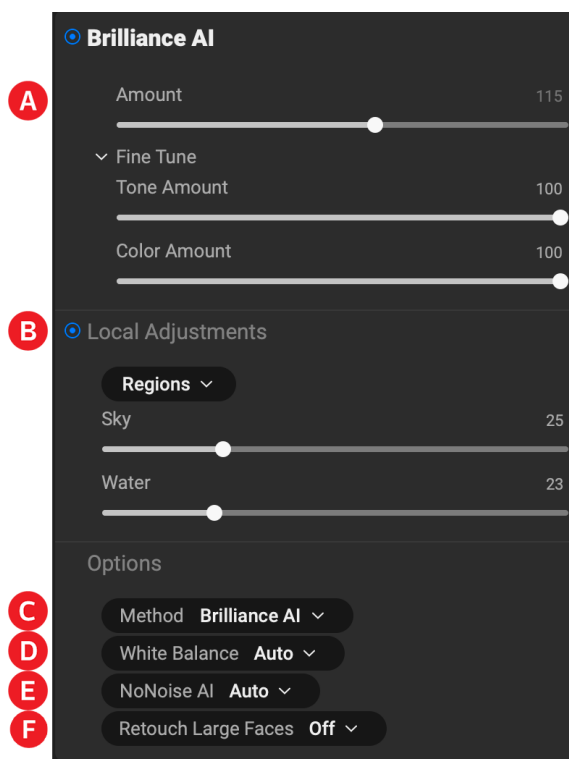 Brilliance AI
A
Amount 115
Fine Tune
Tone Amount 100
Color Amount 100
B
Local Adjustments
Regions
Sky 25
Water 23
Options
C Method Brilliance AI
D White Balance Auto
E NoNoise AI Auto
F Retouch Large Faces Off